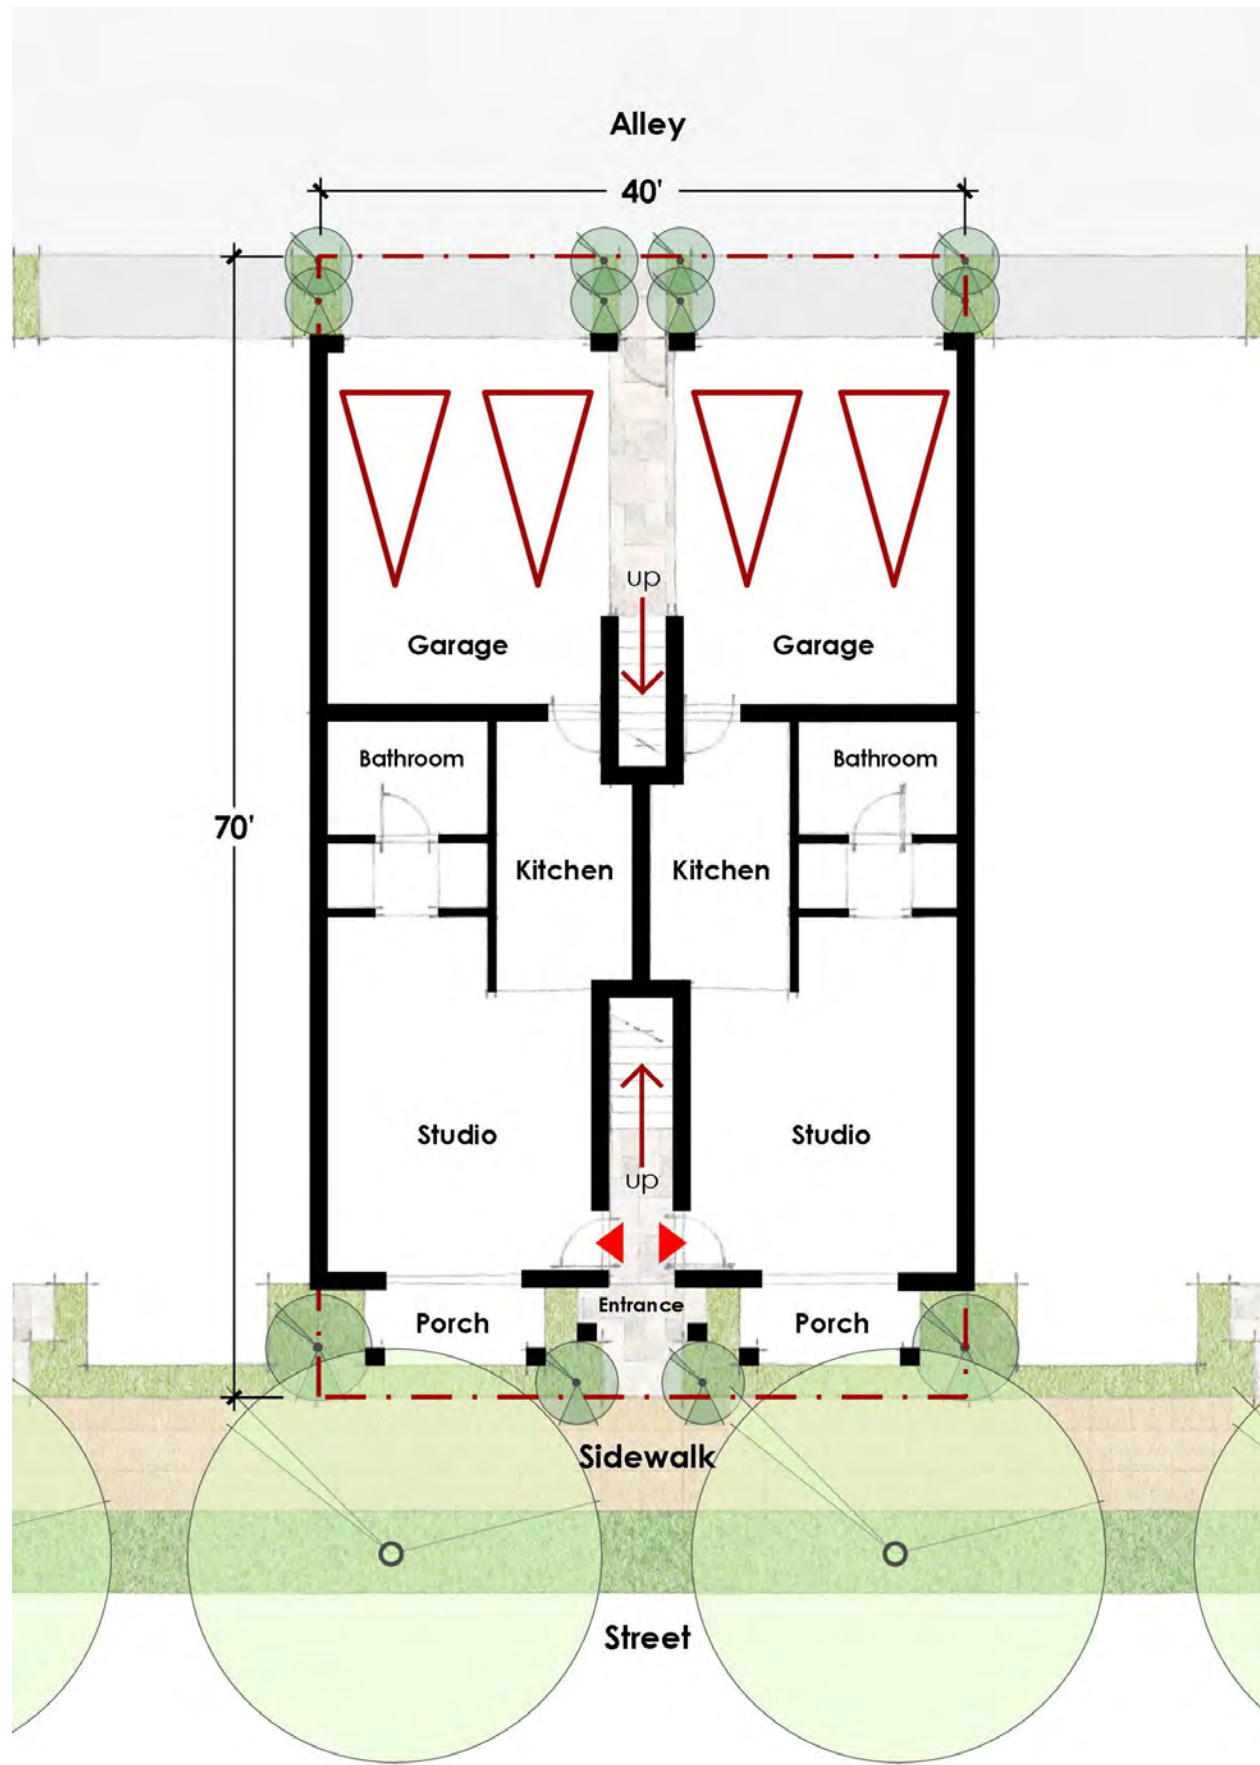 Alley
40'
up
Garage
Garage
Bathroom
Bathroom
70'
Kitchen
Kitchen
Studio
Studio
up
Entrance
Porch
Porch
Sidewalk
Street